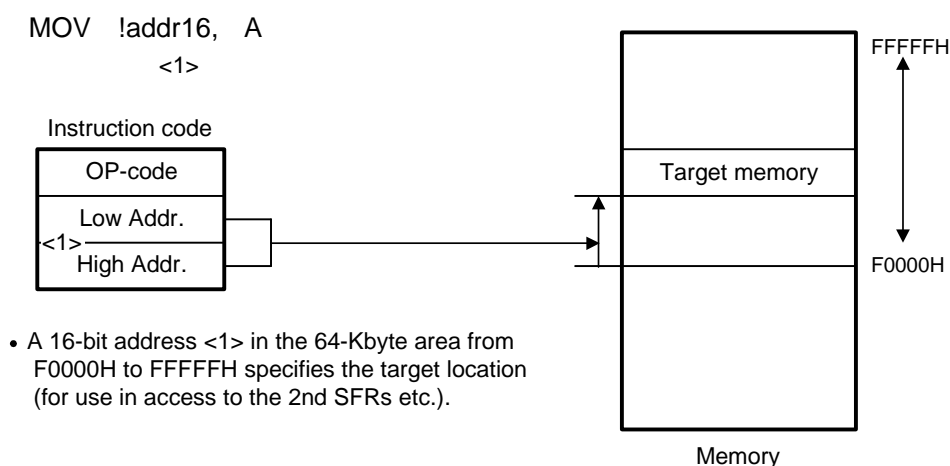 MOV !addr16, A
<1>
Instruction code
OP-code
Low Addr.
<1>
High Addr.
FFFFFH
Target memory
F0000H
Memory
• A 16-bit address <1> in the 64-Kbyte area from
F0000H to FFFFFH specifies the target location
(for use in access to the 2nd SFRs etc.).